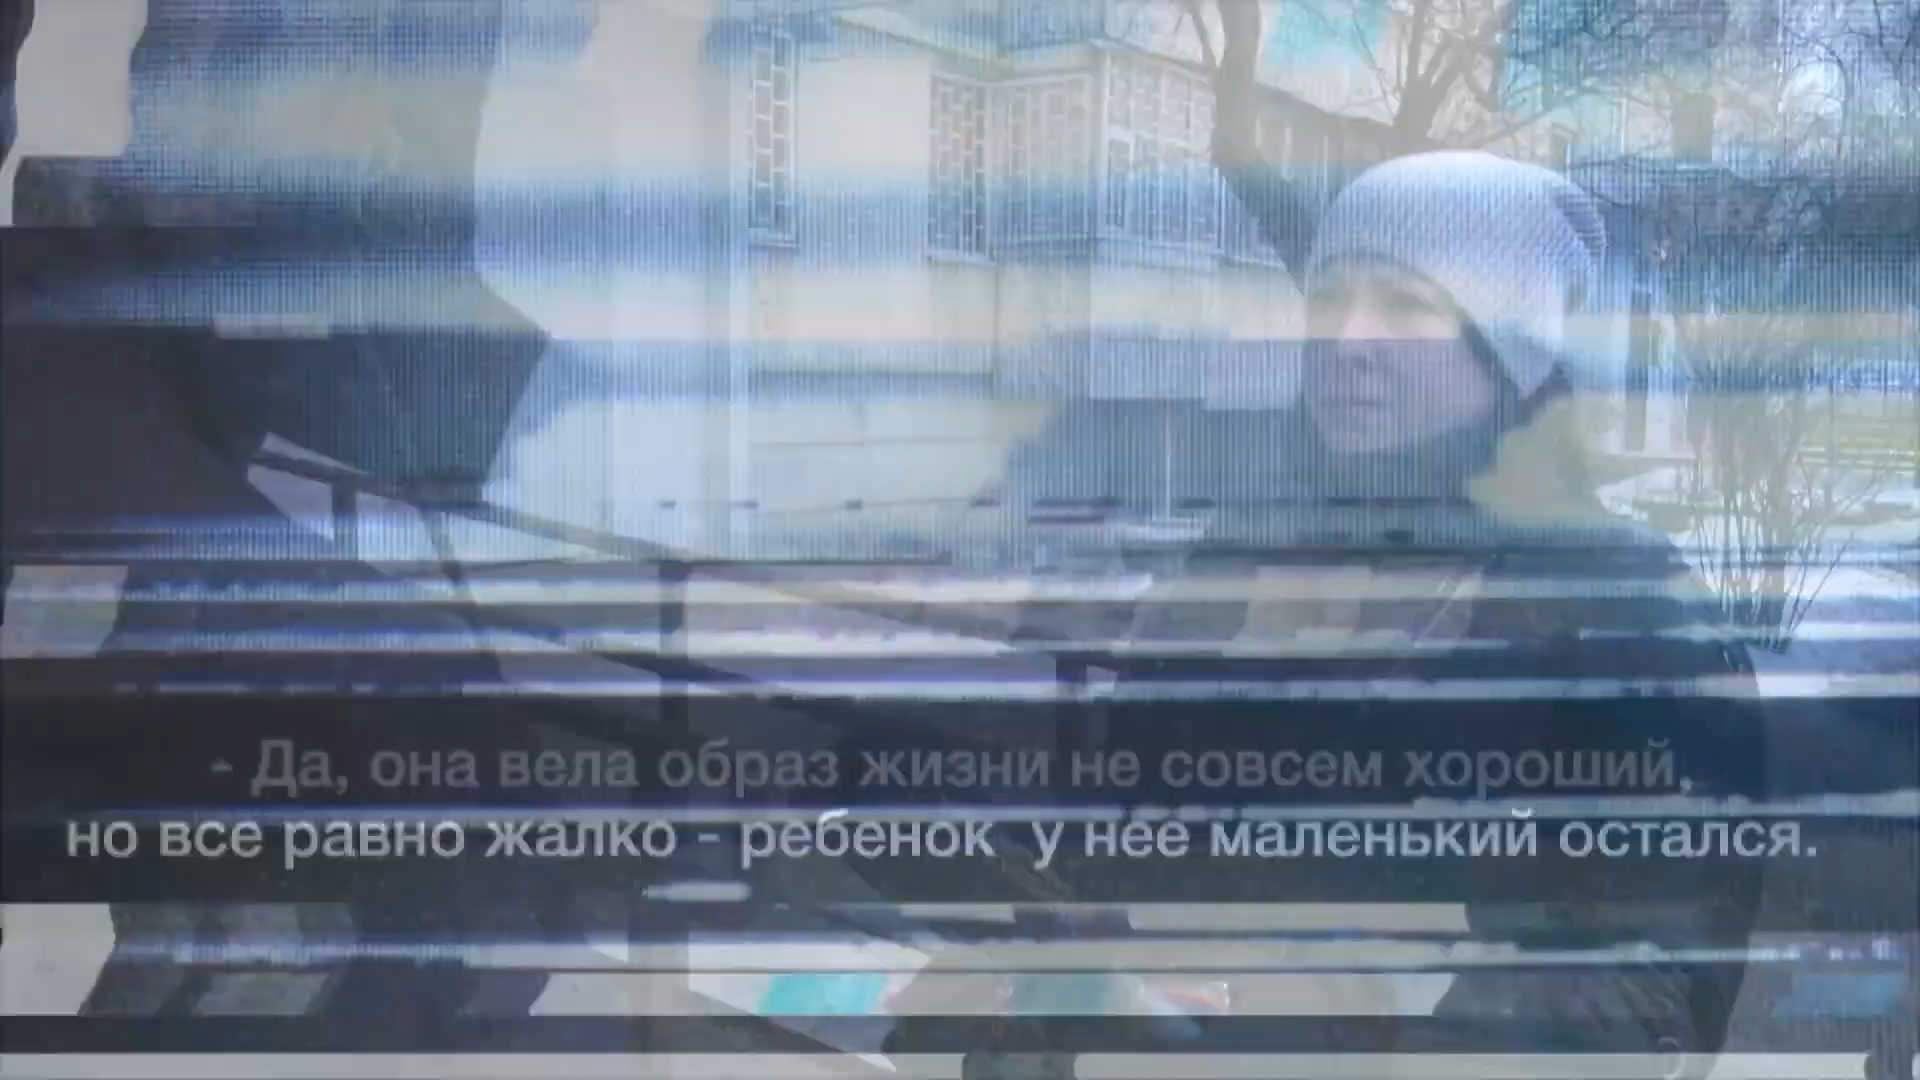 - Да, она вела образ жизни не совсем хороший,
но все равно жалко - ребенок у нее маленький остался.